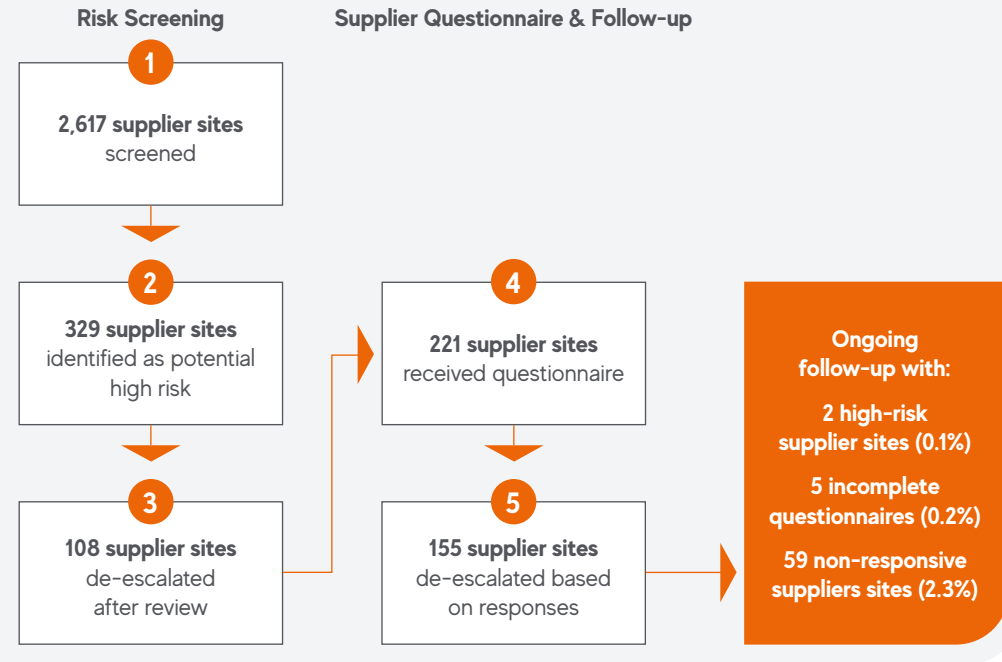 Risk Screening
Supplier Questionnaire & Follow-up
1
2,617 supplier sites
screened
2
329 supplier sites
identified as potential
high risk
3
108 supplier sites
de-escalated
after review
4
221 supplier sites
received questionnaire
5
155 supplier sites
de-escalated based
on responses
Ongoing
follow-up with:
2 high-risk
supplier sites (0.1%)
5 incomplete
questionnaires (0.2%)
59 non-responsive
suppliers sites (2.3%)